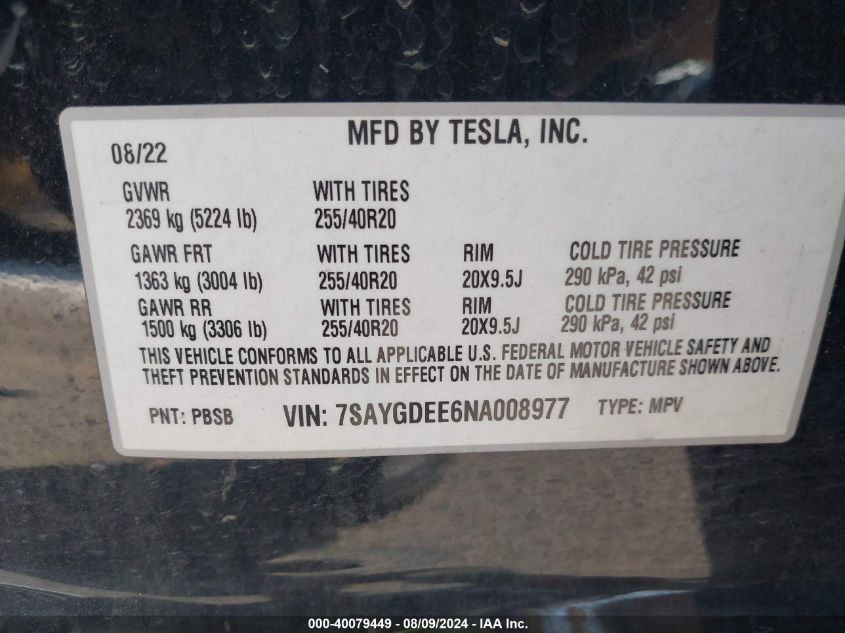 MFD BY TESLA, INC.
08/22
GVWR WITH TIRES
2369 kg (5224 lb) 255/40R20
GAWR FRT WITH TIRES RIM COLD TIRE PRESSURE
1363 kg (3004 lb) 255/40R20 20X9.5J 290 kPa, 42 psi
GAWR RR WITH TIRES RIM COLD TIRE PRESSURE
1500 kg (3306 lb) 255/40R20 20X9.5J 290 kPa, 42 psi
THIS VEHICLE CONFORMS TO ALL APPLICABLE U.S. FEDERAL MOTOR VEHICLE SAFETY AND
THEFT PREVENTION STANDARDS IN EFFECT ON THE DATE OF MANUFACTURE SHOWN ABOVE.
PNT: PBSB VIN: 7SAYGDEE6NA008977 TYPE: MPV
000-40079449 - 08/09/2024 - IAA Inc.